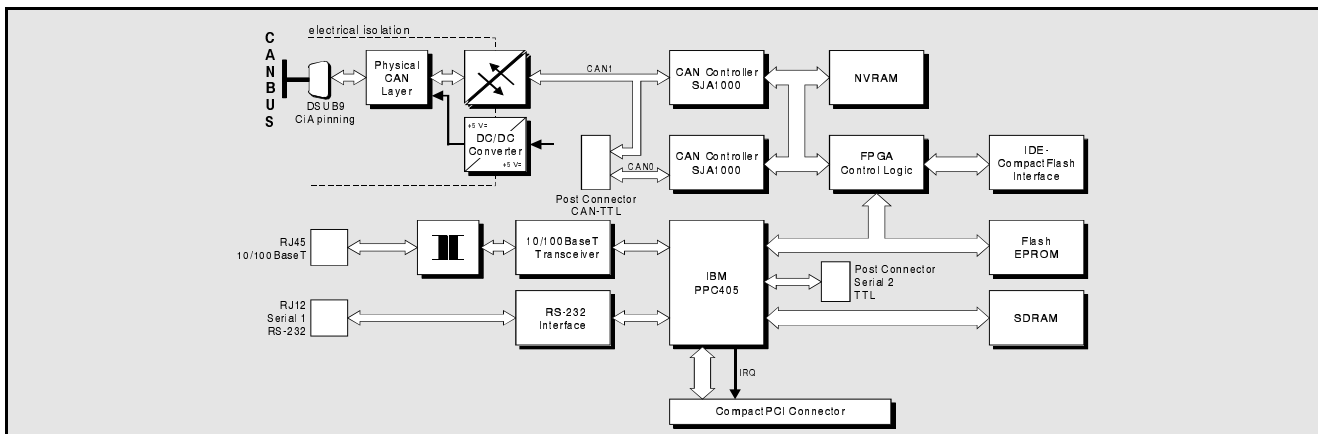 electrical isolation
CANBUS
DSUB9
CiA pinning
Physical
CAN
Layer
+5 V=
DC/DC
Converter
+5 V=
CAN1
CAN0
Post Connector
CAN-TTL
CAN Controller
SJA1000
CAN Controller
SJA1000
NVRAM
FPGA
Control Logic
IDE-
CompactFlash
Interface
RJ45
10/100BaseT
10/100BaseT
Transceiver
IBM
PPC405
Flash
EPROM
Post Connector
Serial 2
TTL
RJ12
Serial 1
RS-232
RS-232
Interface
SDRAM
IRQ
CompactPCI Connector